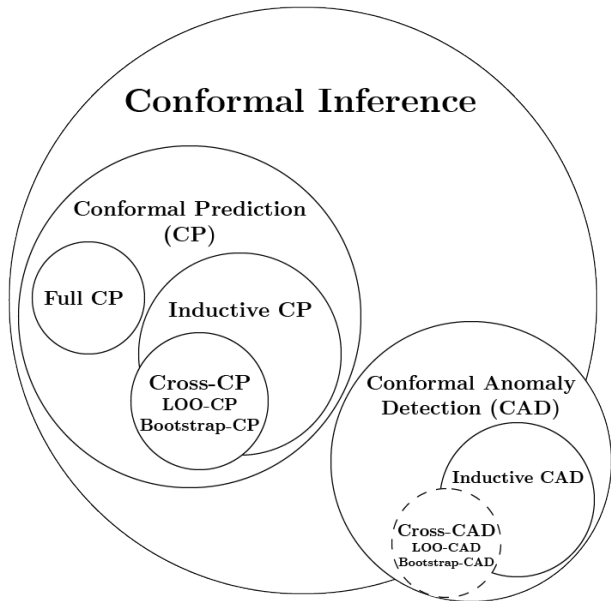 Conformal Inference
Conformal Prediction
(CP)
Full CP
Inductive CP
Cross-CP
LOO-CP
Bootstrap-CP
Conformal Anomaly
Detection (CAD)
Inductive CAD
Cross-CAD
LOO-CAD
Bootstrap-CAD